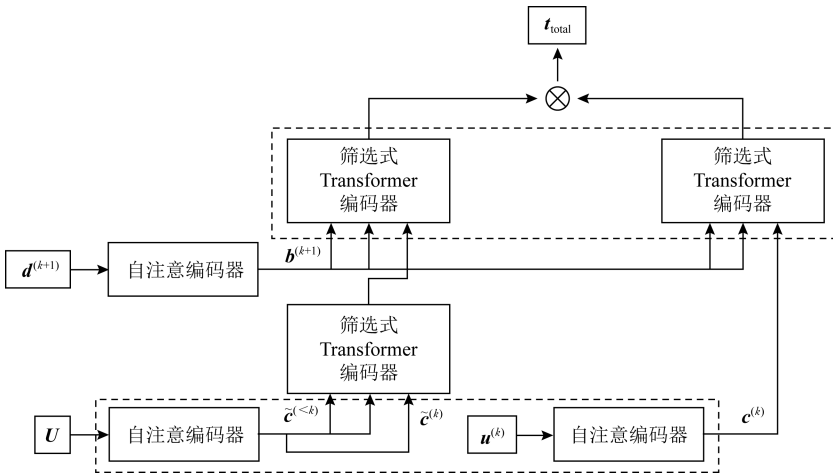 t_total
筛选式
Transformer
编码器
筛选式
Transformer
编码器
d^(k+1)
自注意编码器
b^(k+1)
筛选式
Transformer
编码器
U
自注意编码器
c̃^(<k)
c̃^(k)
u^(k)
自注意编码器
c^(k)